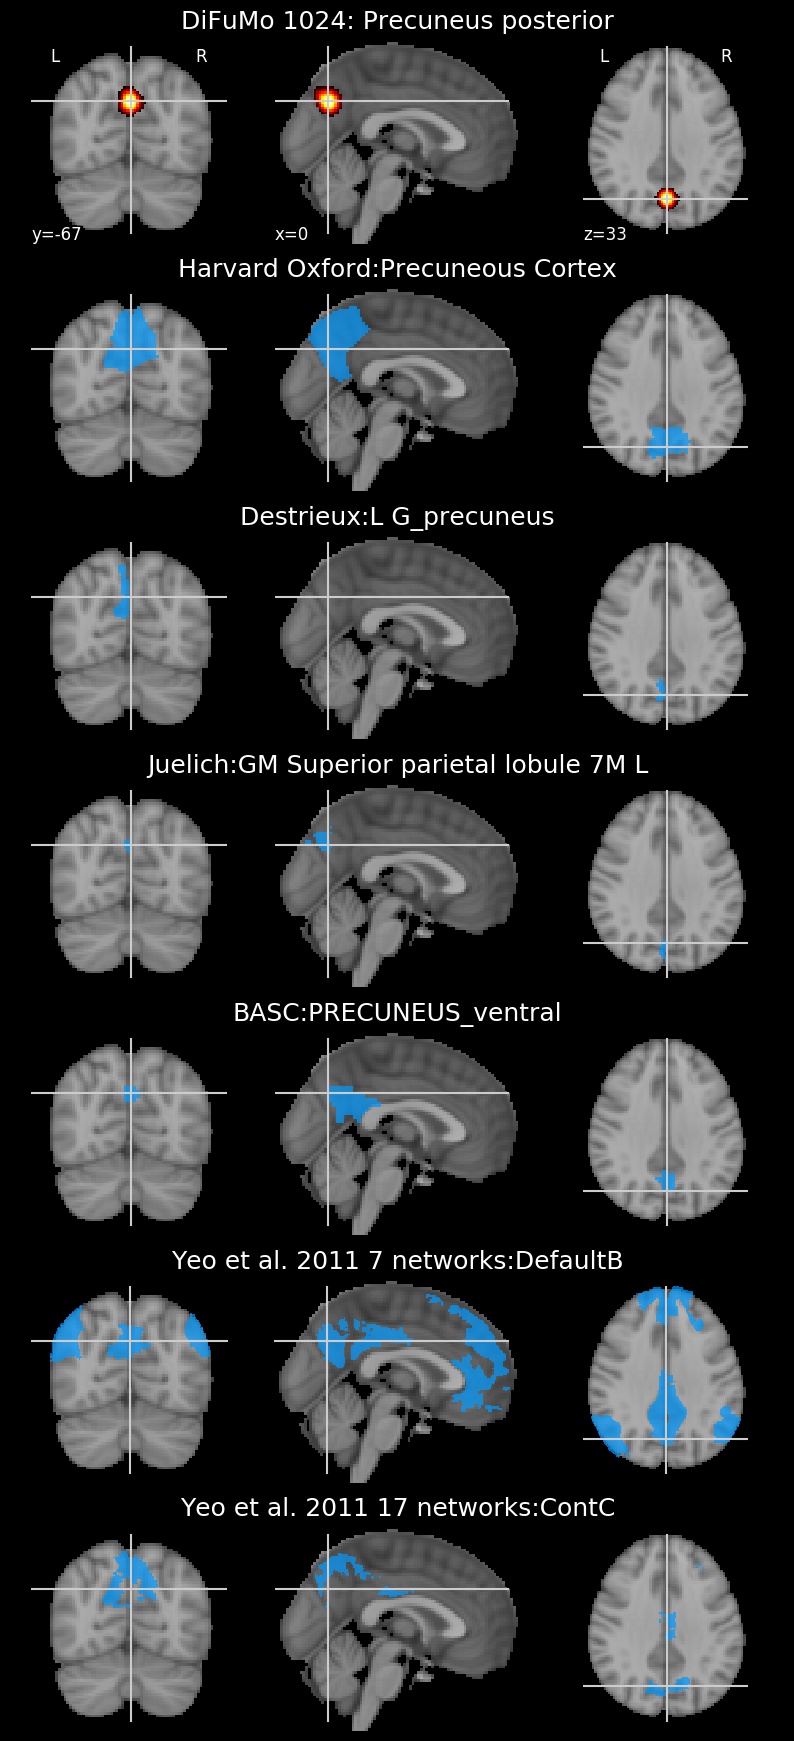 DiFuMo 1024: Precuneus posterior
L R L R
y=-67 x=0 z=33
Harvard Oxford:Precuneous Cortex
Destrieux:L G_precuneus
Juelich:GM Superior parietal lobule 7M L
BASC:PRECUNEUS_ventral
Yeo et al. 2011 7 networks:DefaultB
Yeo et al. 2011 17 networks:ContC